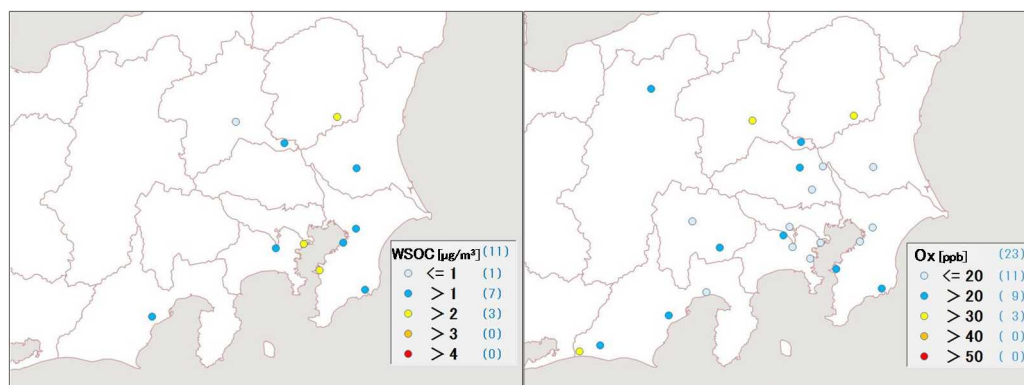 WSOC [μg/m³] (11)
<= 1 (1)
> 1 (7)
> 2 (3)
> 3 (0)
> 4 (0)
Ox [ppb] (23)
<= 20 (11)
> 20 ( 9)
> 30 ( 3)
> 40 ( 0)
> 50 ( 0)